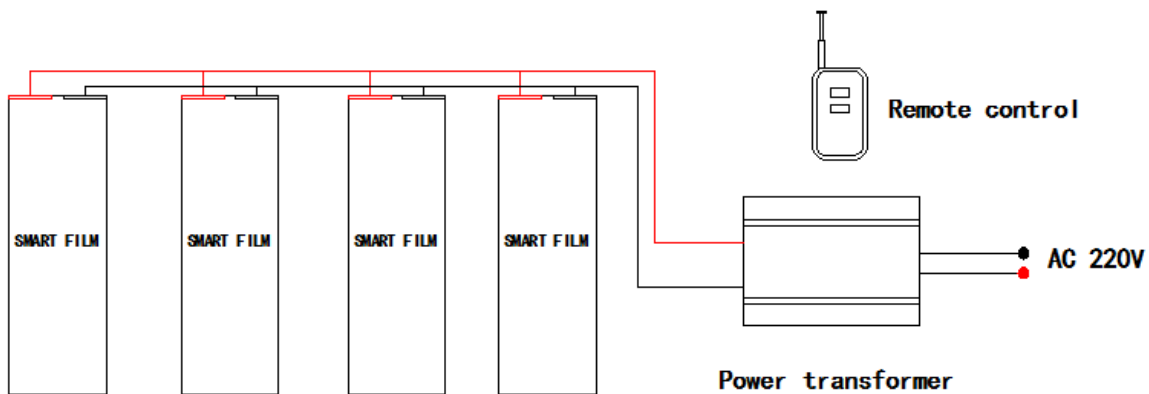 Remote control
SMART FILM
SMART FILM
SMART FILM
SMART FILM
AC 220V
Power transformer